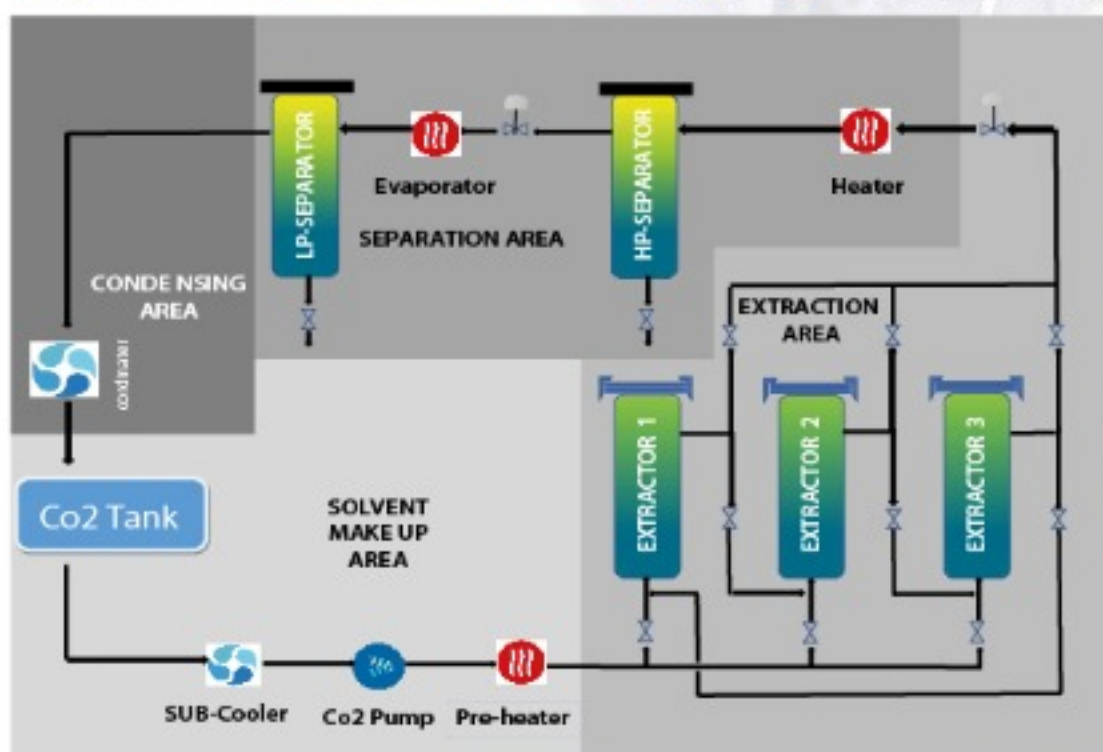 LP-SEPARATOR
Evaporator
HP-SEPARATOR
Heater
SEPARATION AREA
CONDE NSING
AREA
EXTRACTION
AREA
EXTRACTOR 1
EXTRACTOR 2
EXTRACTOR 3
Co2 Tank
SOLVENT
MAKE UP
AREA
SUB-Cooler
Co2 Pump
Pre-heater